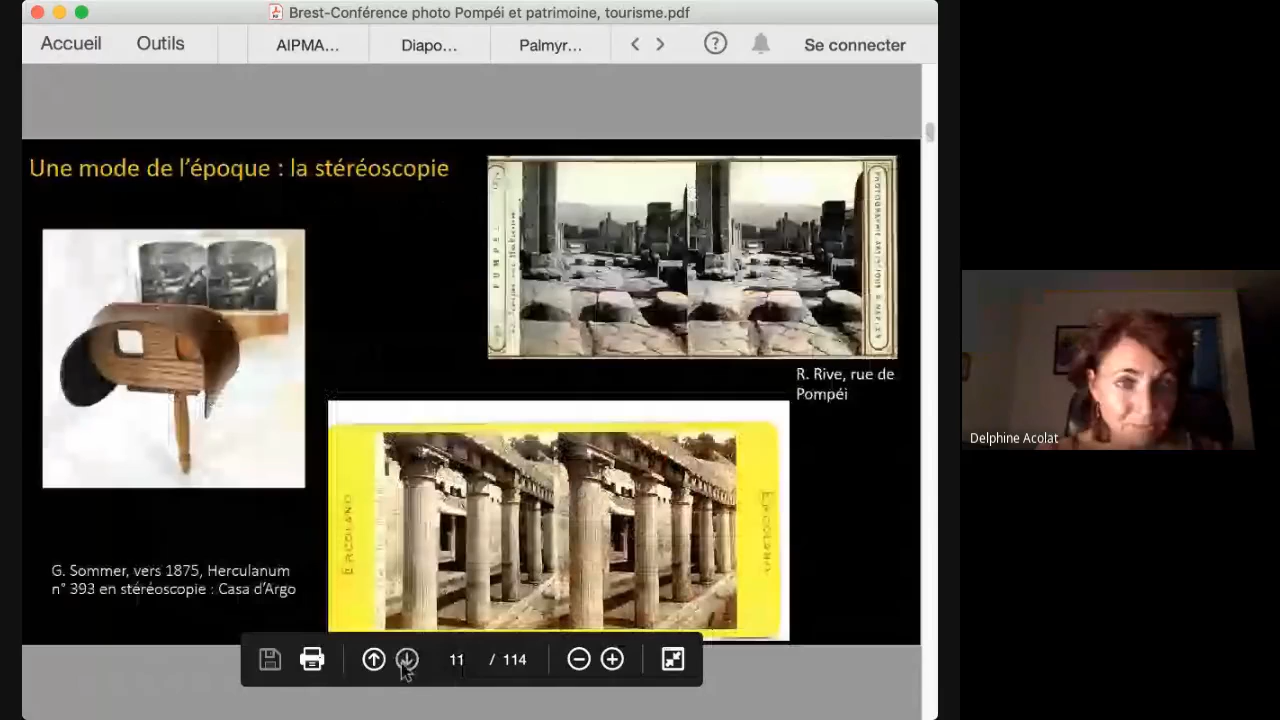 Brest-Conférence photo Pompéi et patrimoine, tourisme.pdf
Accueil
Outils
AIPMA...
Diapo...
Palmyr...
Se connecter
Une mode de l'époque : la stéréoscopie
R. Rive, rue de
Pompéi
ERCOLANO
G. Sommer, vers 1875, Herculanum
n° 393 en stéréoscopie : Casa d'Argo
11 / 114
Delphine Acolat